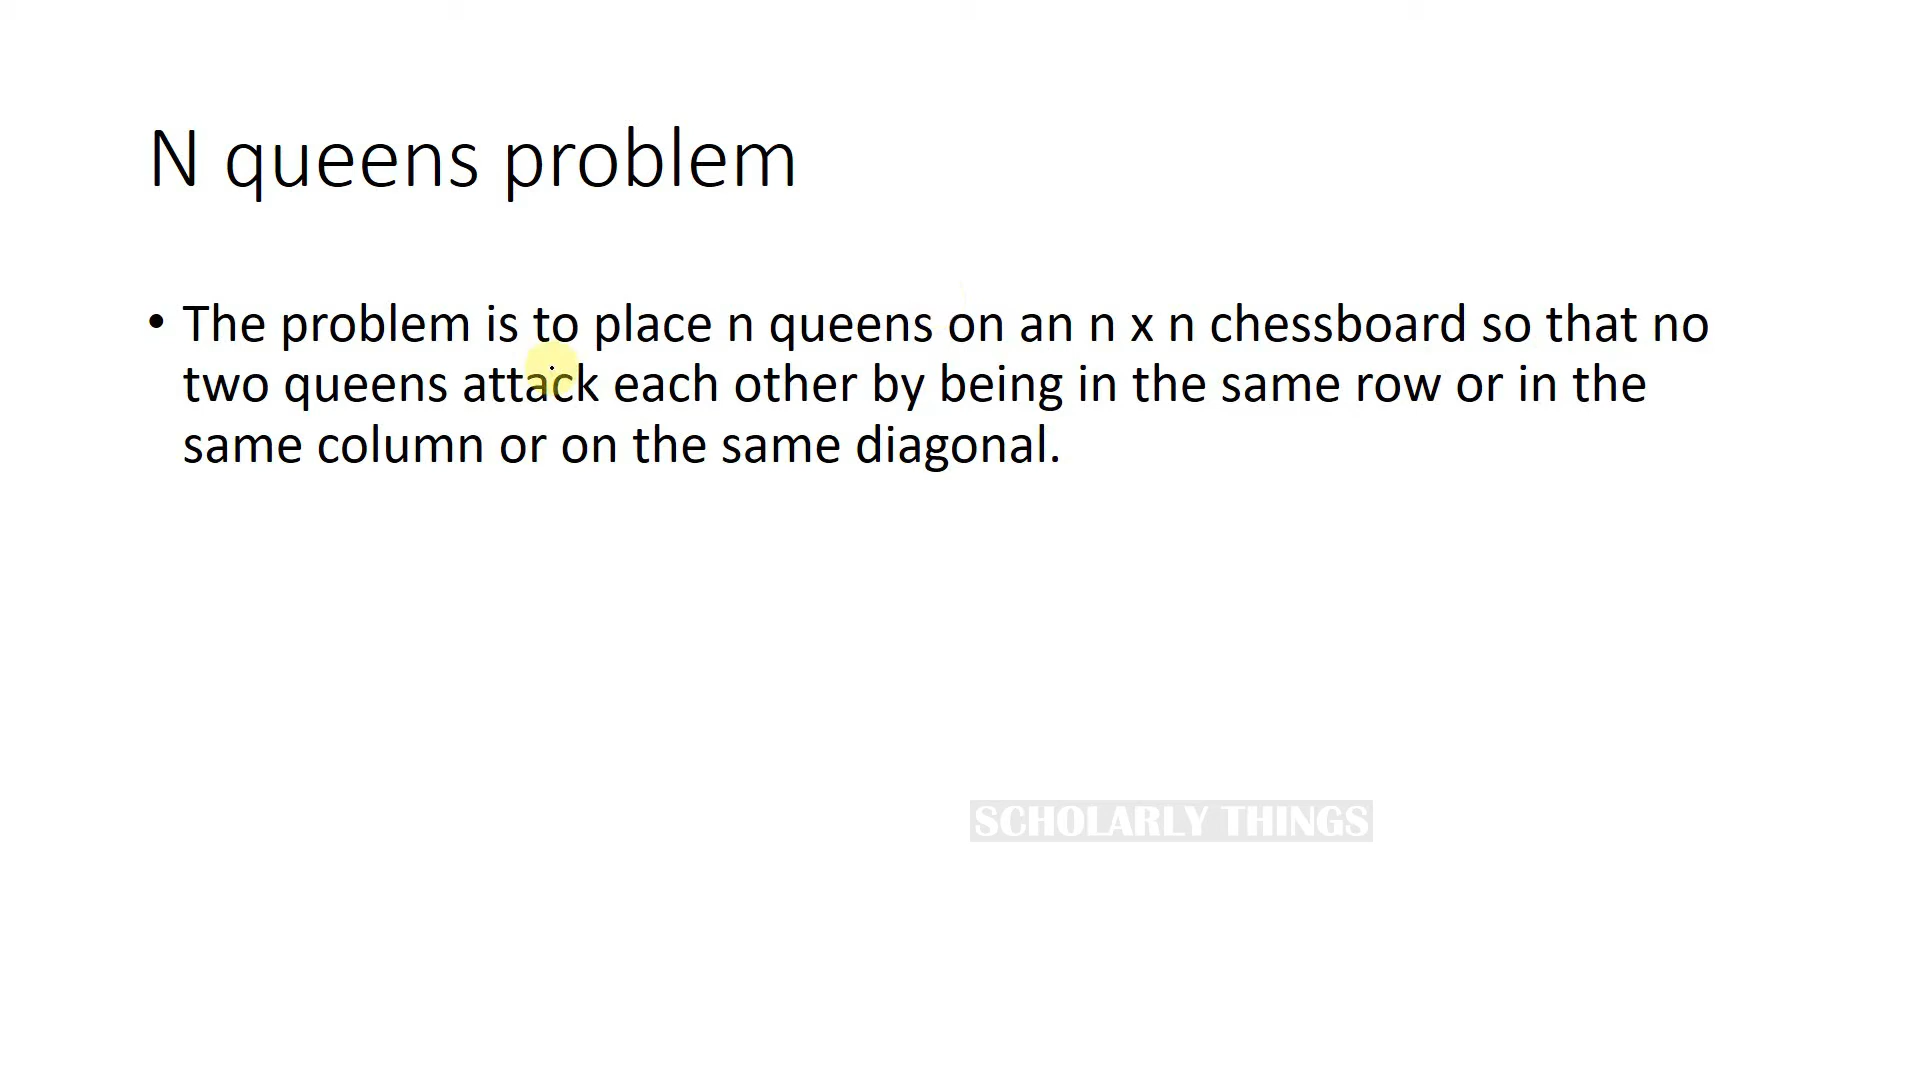 N queens problem
• The problem is to place n queens on an n x n chessboard so that no
two queens attack each other by being in the same row or in the
same column or on the same diagonal.
SCHOLARLY THINGS